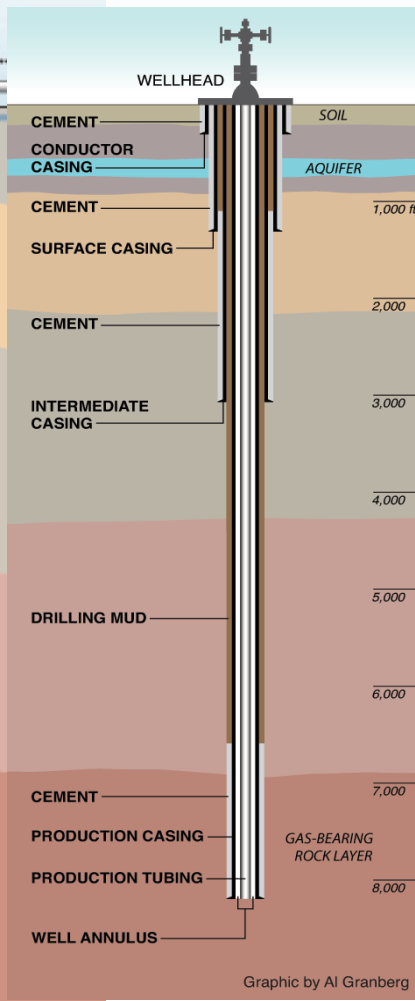 WELLHEAD
CEMENT
SOIL
CONDUCTOR
CASING
AQUIFER
CEMENT
1,000 ft
SURFACE CASING
2,000
CEMENT
3,000
INTERMEDIATE
CASING
4,000
5,000
DRILLING MUD
6,000
7,000
CEMENT
PRODUCTION CASING
GAS-BEARING
ROCK LAYER
PRODUCTION TUBING
8,000
WELL ANNULUS
Graphic by Al Granberg